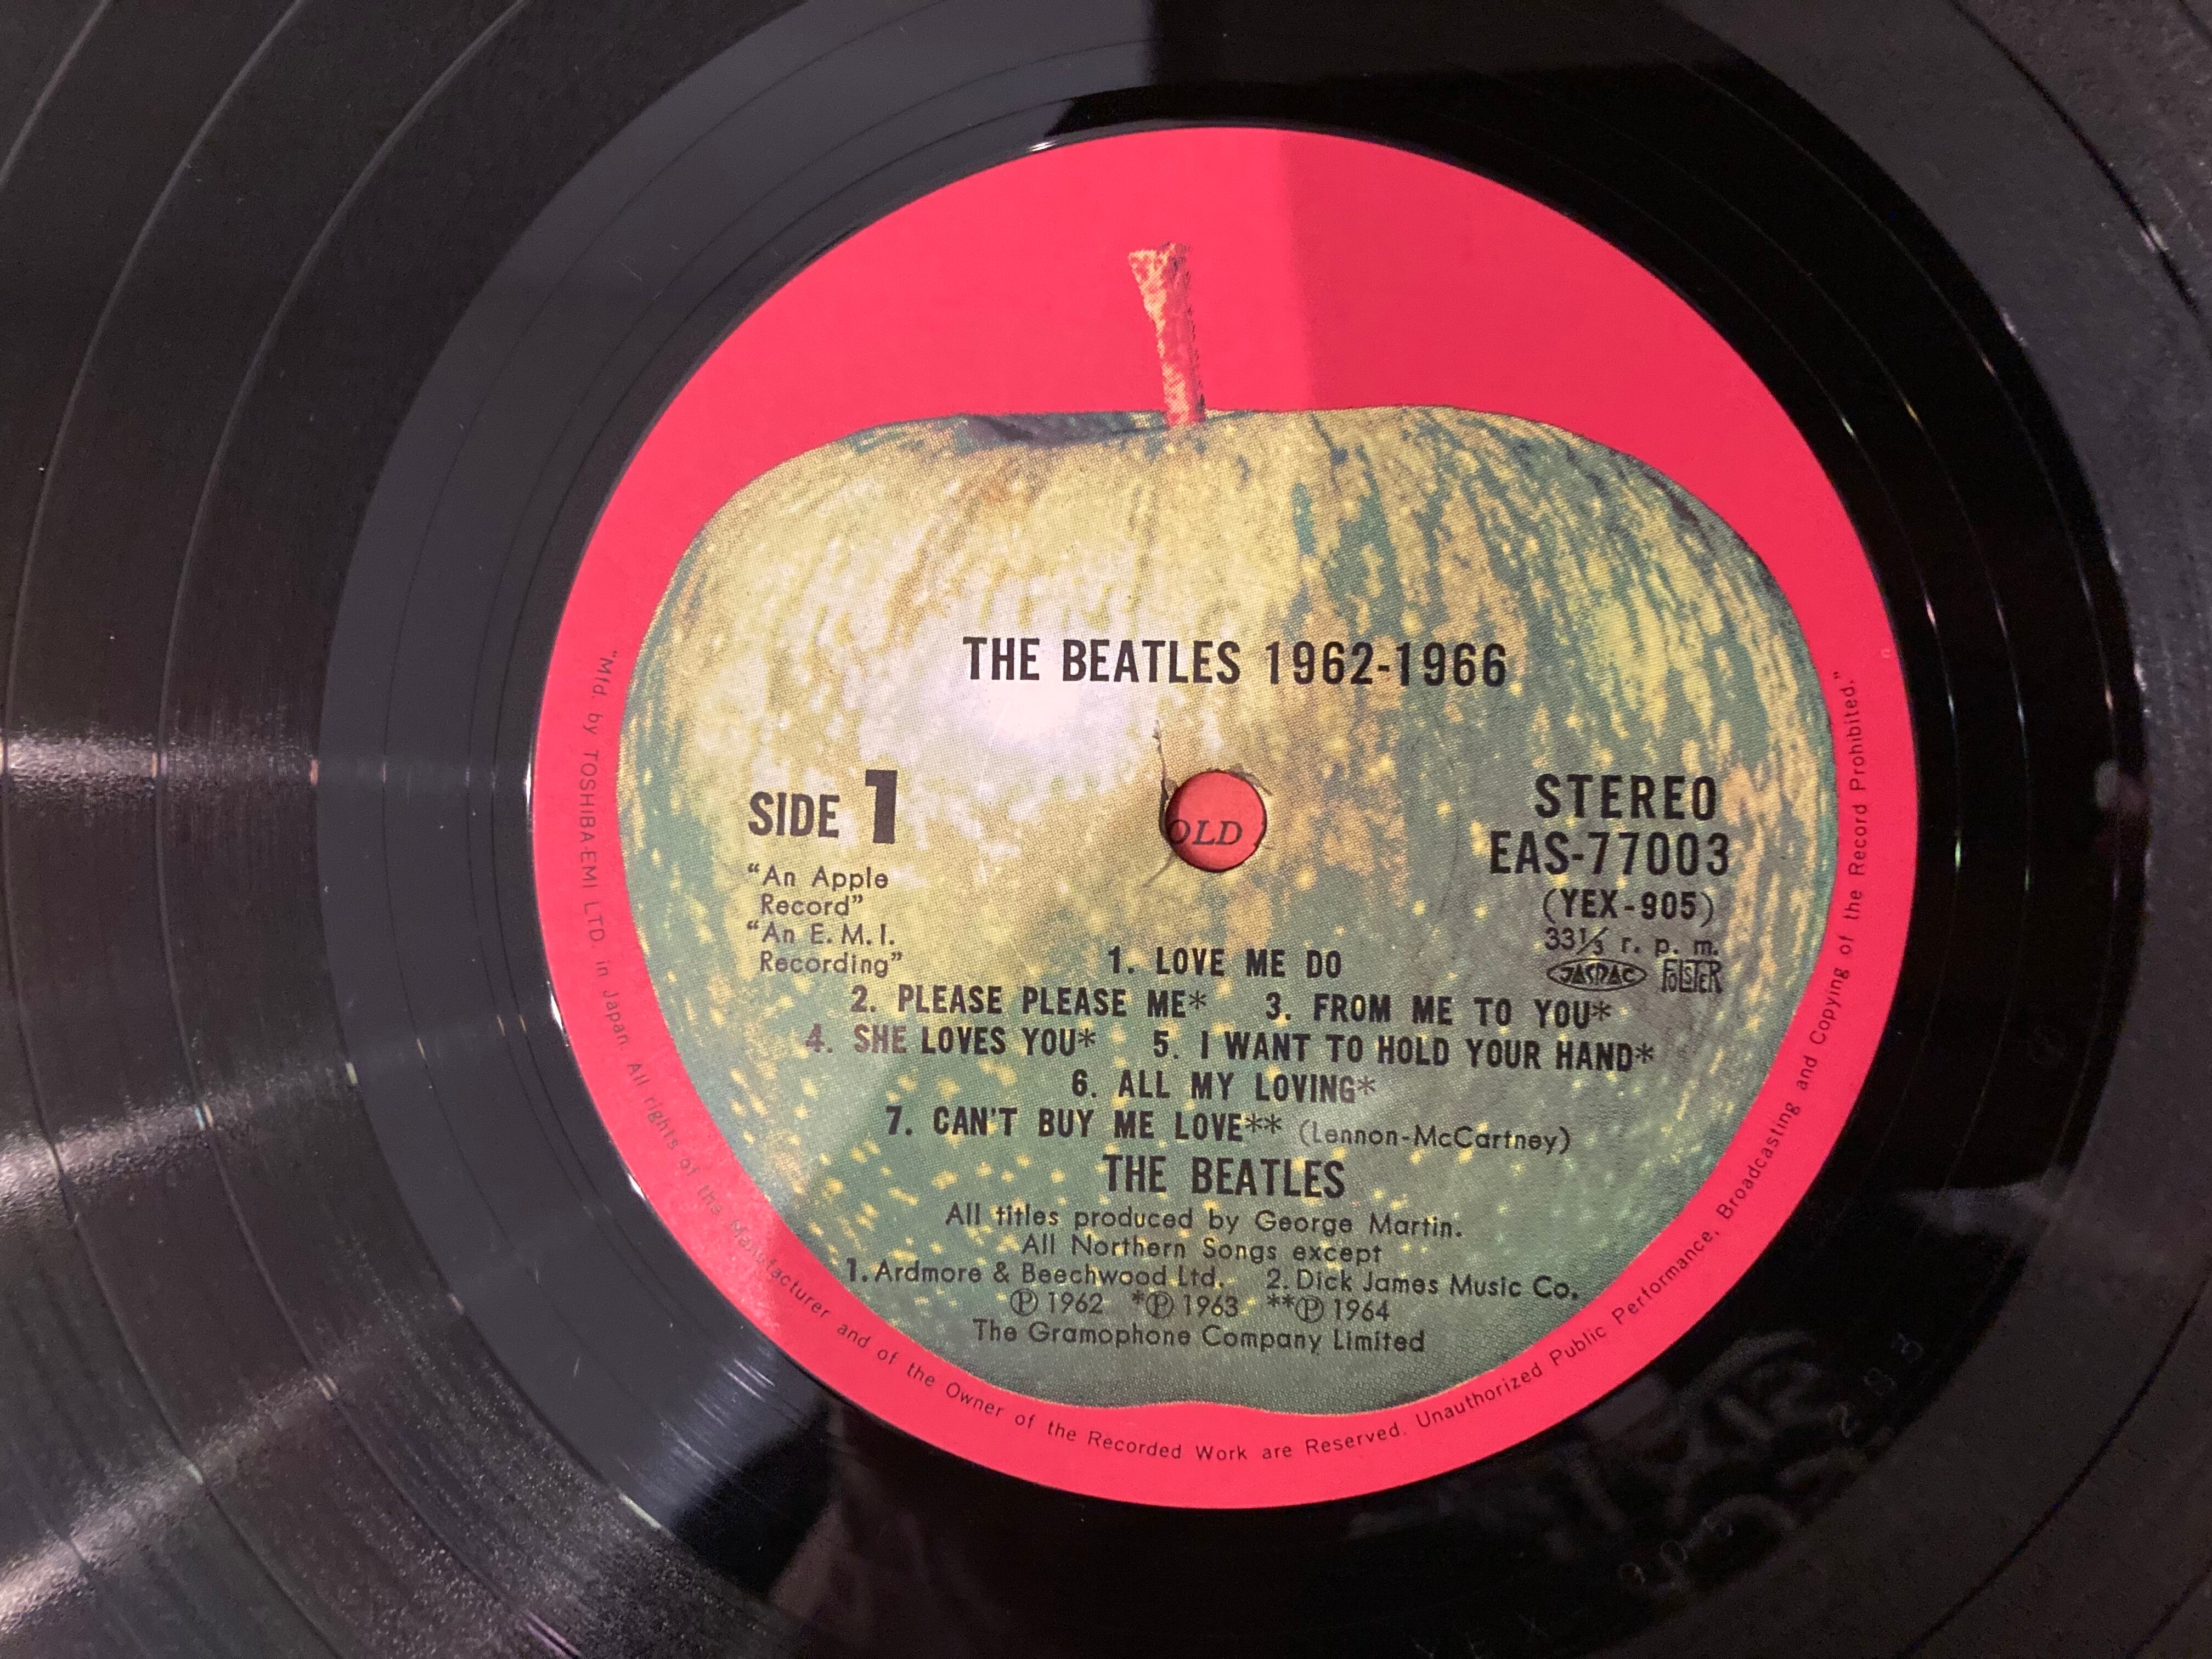 THE BEATLES 1962-1966
SIDE 1
"An Apple
Record"
"An E.M.I.
Recording"
STEREO
EAS-77003
(YEX-905)
33⅓ r. p. m.
JASRAC FOLSTER
OLD
1. LOVE ME DO
2. PLEASE PLEASE ME* 3. FROM ME TO YOU*
4. SHE LOVES YOU* 5. I WANT TO HOLD YOUR HAND*
6. ALL MY LOVING*
7. CAN'T BUY ME LOVE** (Lennon-McCartney)
THE BEATLES
All titles produced by George Martin.
All Northern Songs except
1. Ardmore & Beechwood Ltd. 2. Dick James Music Co.
Ⓟ 1962 *Ⓟ 1963 **Ⓟ 1964
The Gramophone Company Limited
"Mfd. by TOSHIBA-EMI LTD. in Japan. All rights of the Manufacturer and of the Owner of the Recorded Work are Reserved. Unauthorized Public Performance, Broadcasting and Copying of the Record Prohibited."